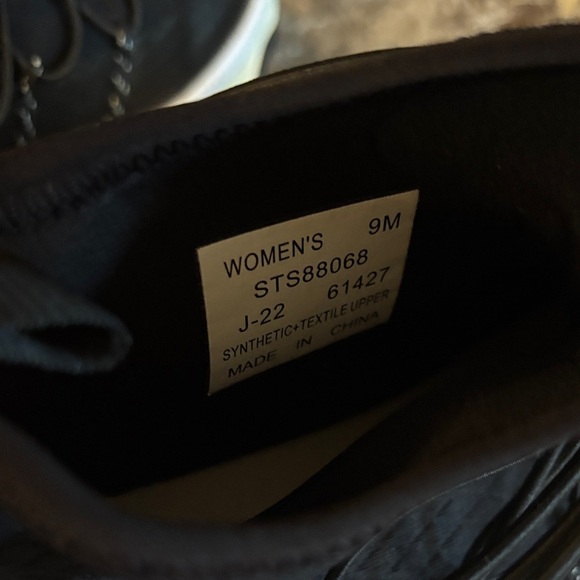 WOMEN'S 9M
STS88068
J-22 61427
SYNTHETIC+TEXTILE UPPER
MADE IN CHINA